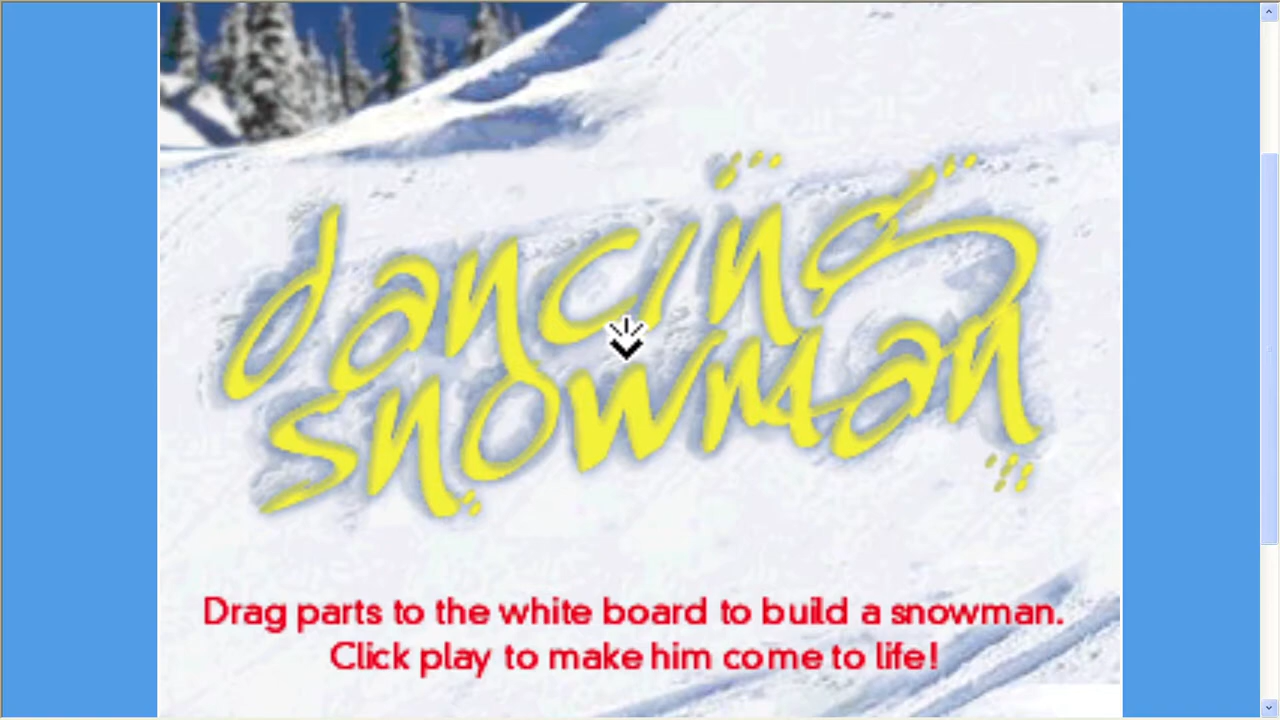 dancing
snowman
Drag parts to the white board to build a snowman.
Click play to make him come to life!